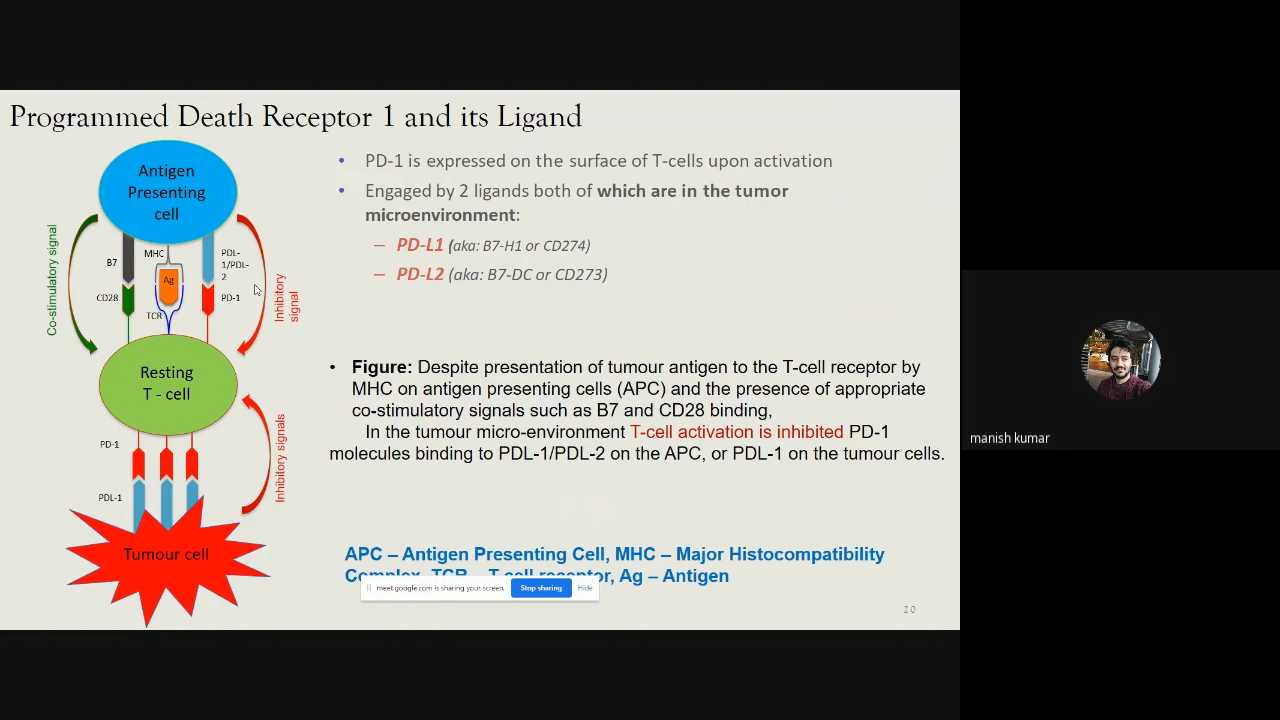 Programmed Death Receptor 1 and its Ligand
Antigen
Presenting
cell
Co-stimulatory signal
B7
MHC
PDL-
1/PDL-
2
Ag
CD28
PD-1
TCR
Inhibitory
signal
Resting
T - cell
PD-1
PDL-1
Inhibitory signals
Tumour cell
• PD-1 is expressed on the surface of T-cells upon activation
• Engaged by 2 ligands both of which are in the tumor
microenvironment:
– PD-L1 (aka: B7-H1 or CD274)
– PD-L2 (aka: B7-DC or CD273)
• Figure: Despite presentation of tumour antigen to the T-cell receptor by
MHC on antigen presenting cells (APC) and the presence of appropriate
co-stimulatory signals such as B7 and CD28 binding,
In the tumour micro-environment T-cell activation is inhibited PD-1
molecules binding to PDL-1/PDL-2 on the APC, or PDL-1 on the tumour cells.
APC – Antigen Presenting Cell, MHC – Major Histocompatibility
Complex, TCR – T cell receptor, Ag – Antigen
meet.google.com is sharing your screen. Stop sharing Hide
20
manish kumar